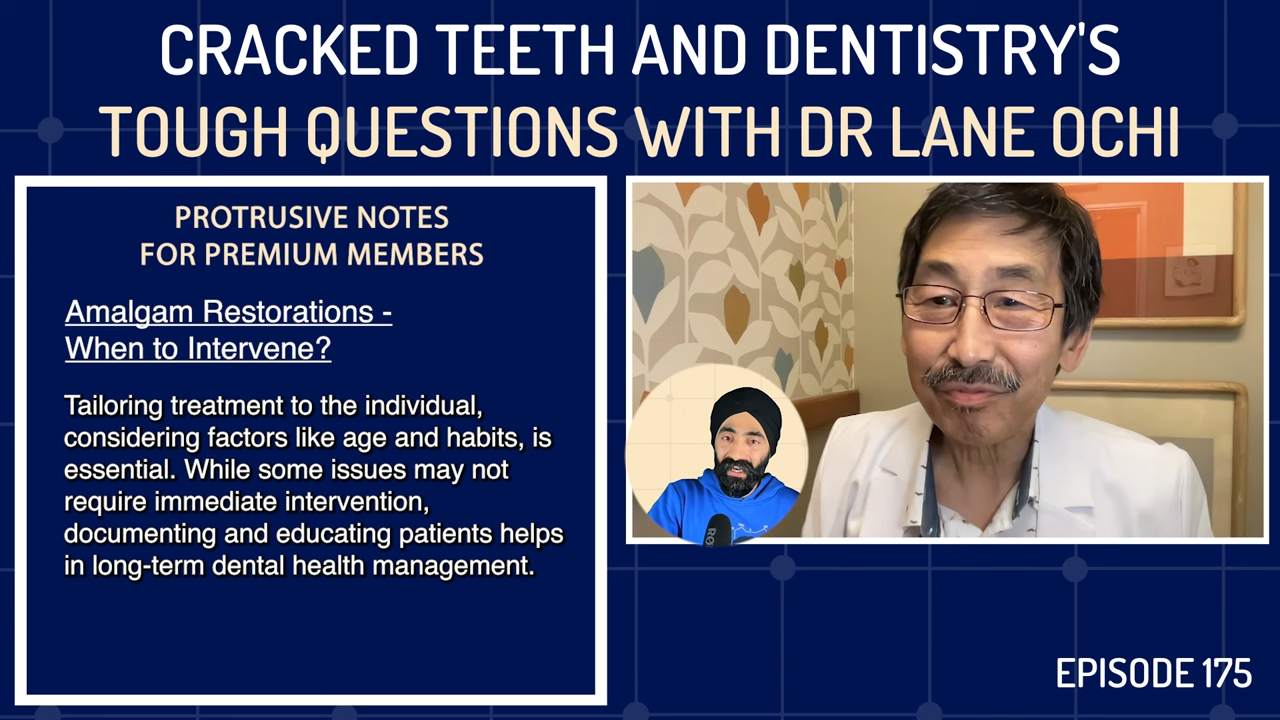 CRACKED TEETH AND DENTISTRY'S
TOUGH QUESTIONS WITH DR LANE OCHI
PROTRUSIVE NOTES
FOR PREMIUM MEMBERS
Amalgam Restorations -
When to Intervene?
Tailoring treatment to the individual,
considering factors like age and habits, is
essential. While some issues may not
require immediate intervention,
documenting and educating patients helps
in long-term dental health management.
EPISODE 175